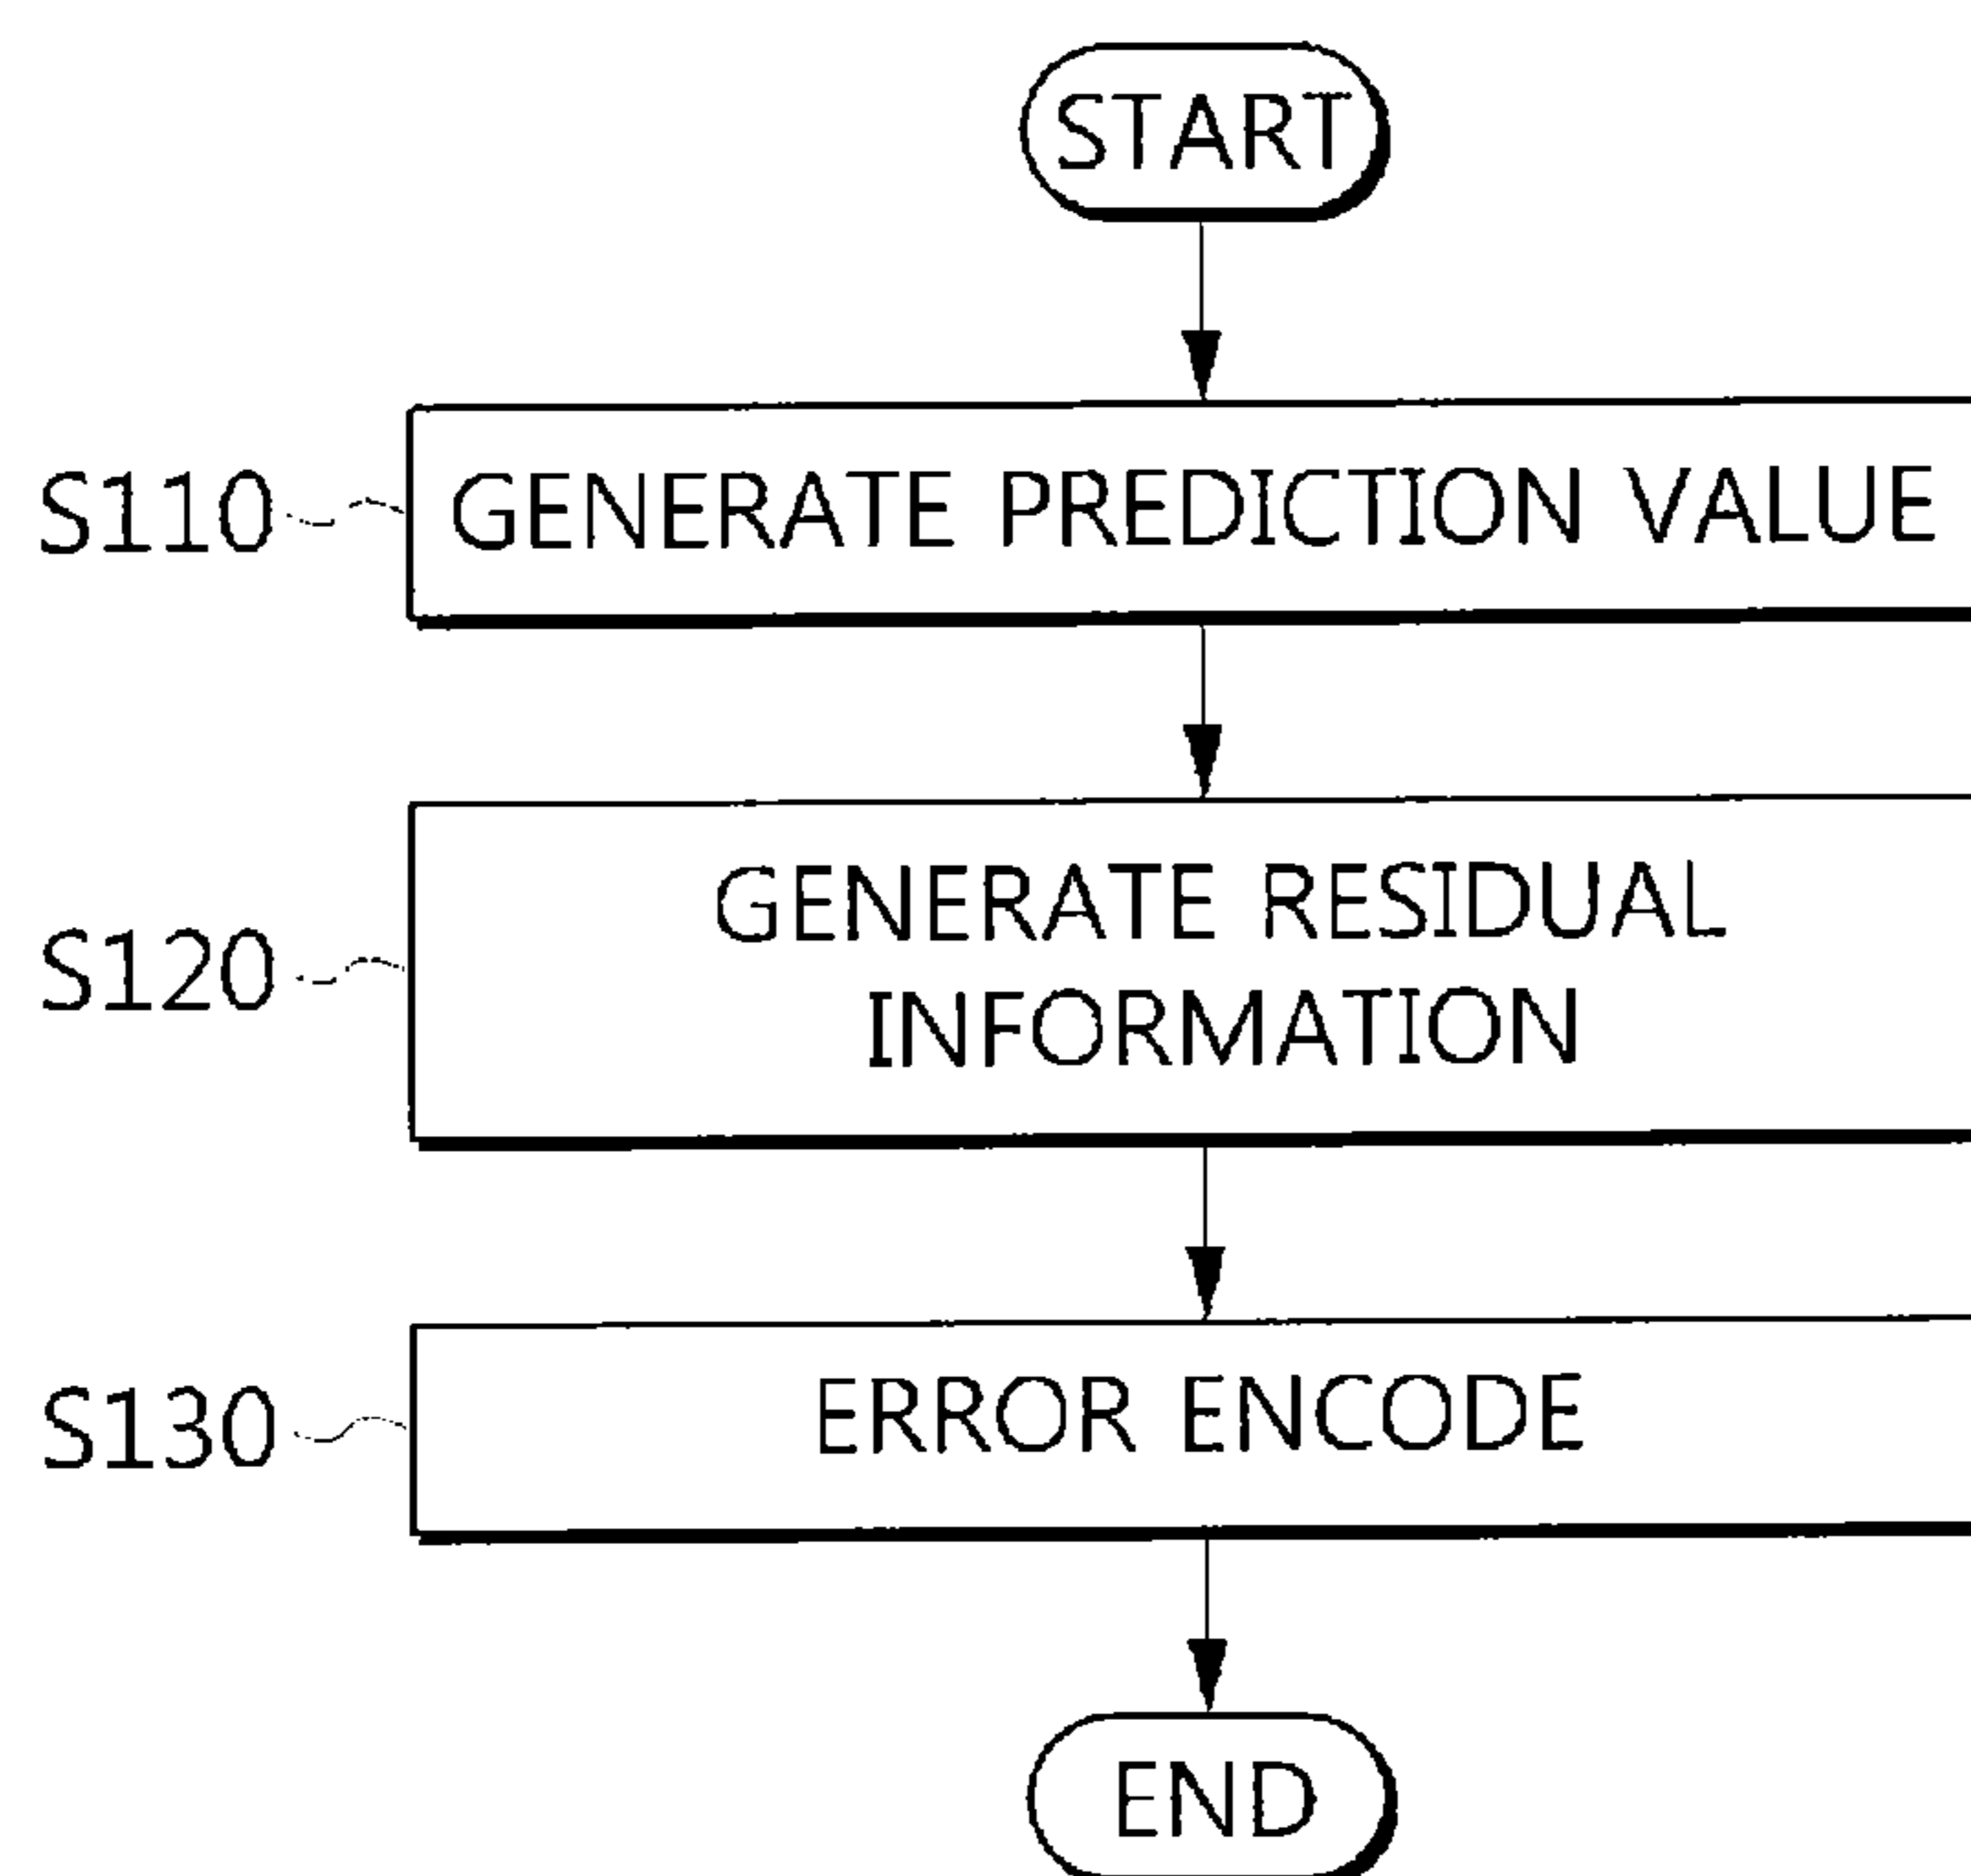 START
S110 GENERATE PREDICTION VALUE
S120
GENERATE RESIDUAL
INFORMATION
S130 ERROR ENCODE
END